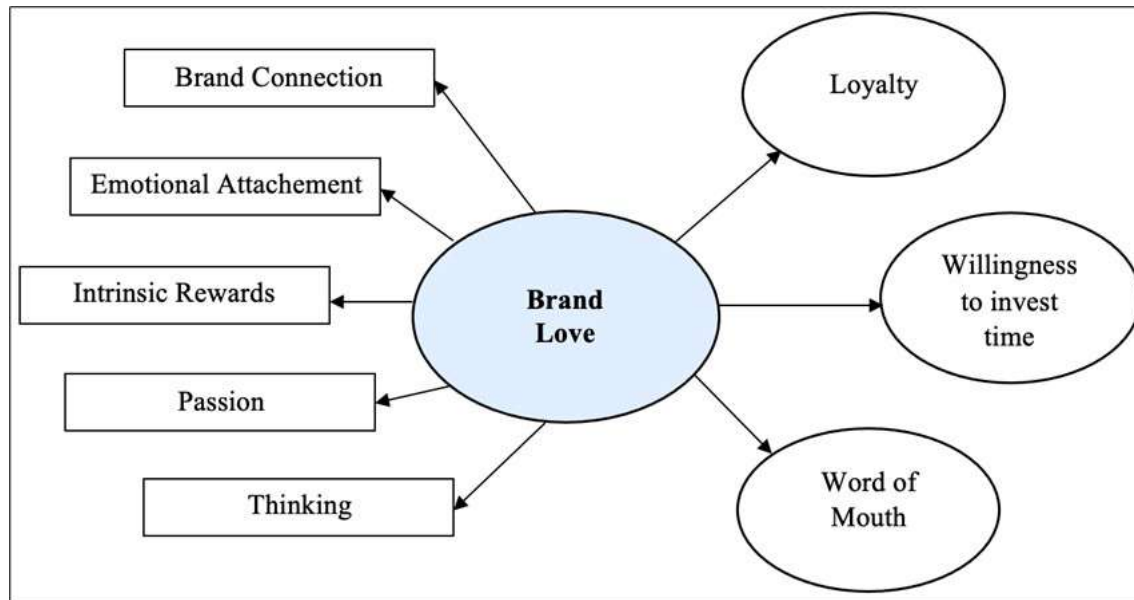 Brand Connection
Emotional Attachement
Intrinsic Rewards
Passion
Thinking
Brand
Love
Loyalty
Willingness
to invest
time
Word of
Mouth